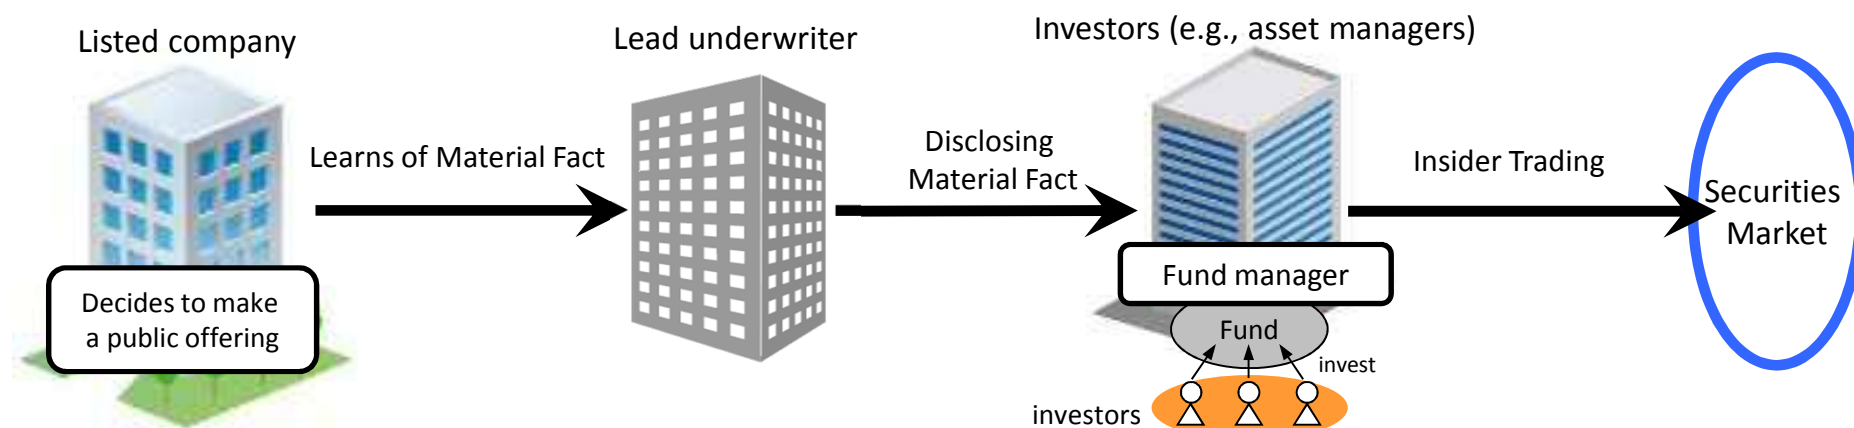 Listed company
Lead underwriter
Investors (e.g., asset managers)
Learns of Material Fact
Disclosing
Material Fact
Insider Trading
Securities
Market
Decides to make
a public offering
Fund manager
Fund
invest
investors